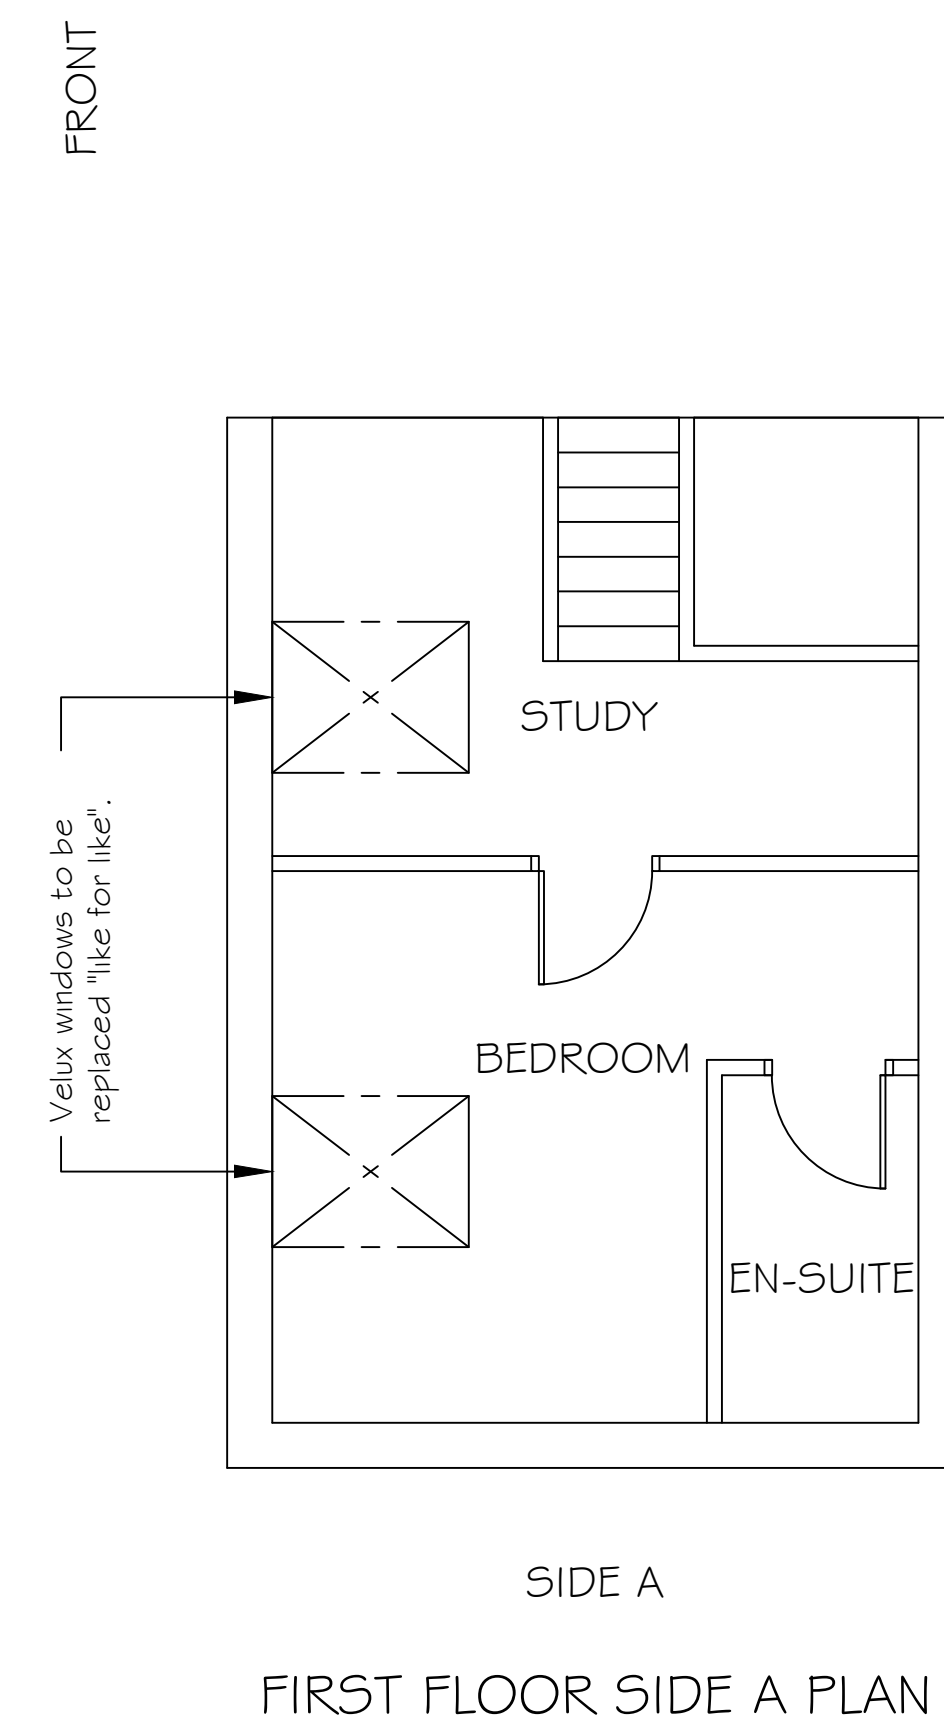 FRONT
STUDY
Velux windows to be
replaced "like for like".
BEDROOM
EN-SUITE
SIDE A
FIRST FLOOR SIDE A PLAN